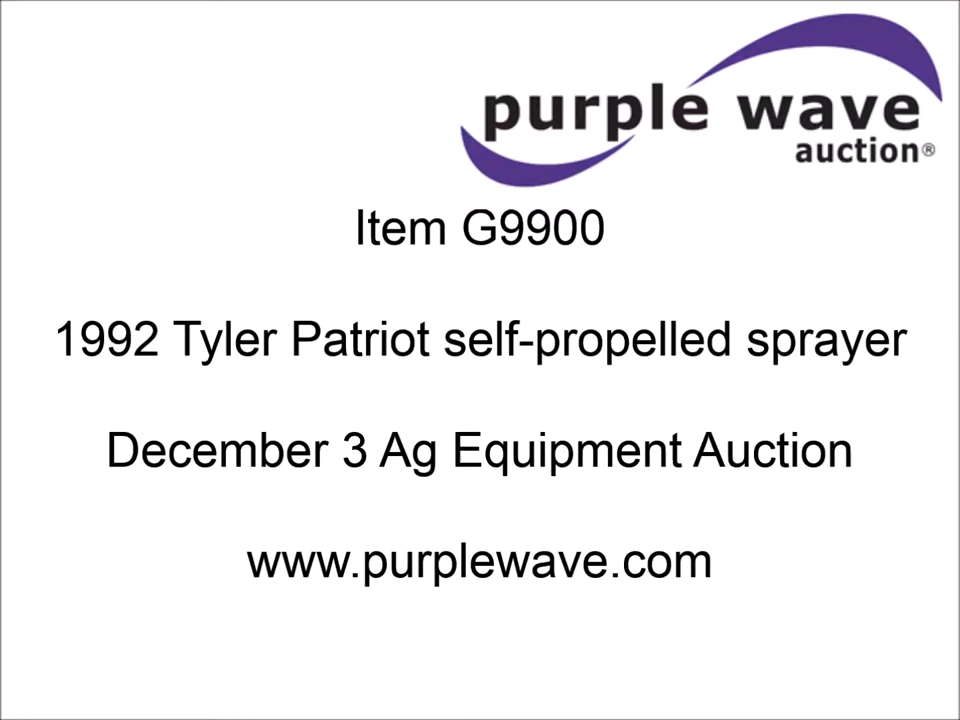 purple wave
auction®
Item G9900
1992 Tyler Patriot self-propelled sprayer
December 3 Ag Equipment Auction
www.purplewave.com